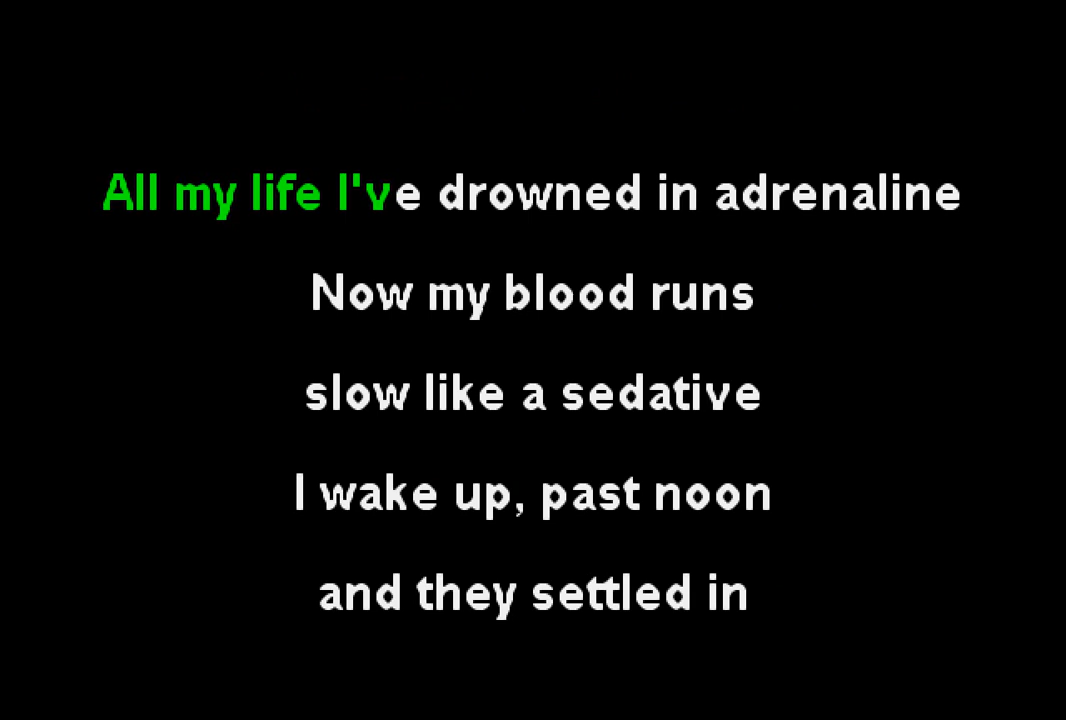 All my life I've drowned in adrenaline
Now my blood runs
slow like a sedative
I wake up, past noon
and they settled in